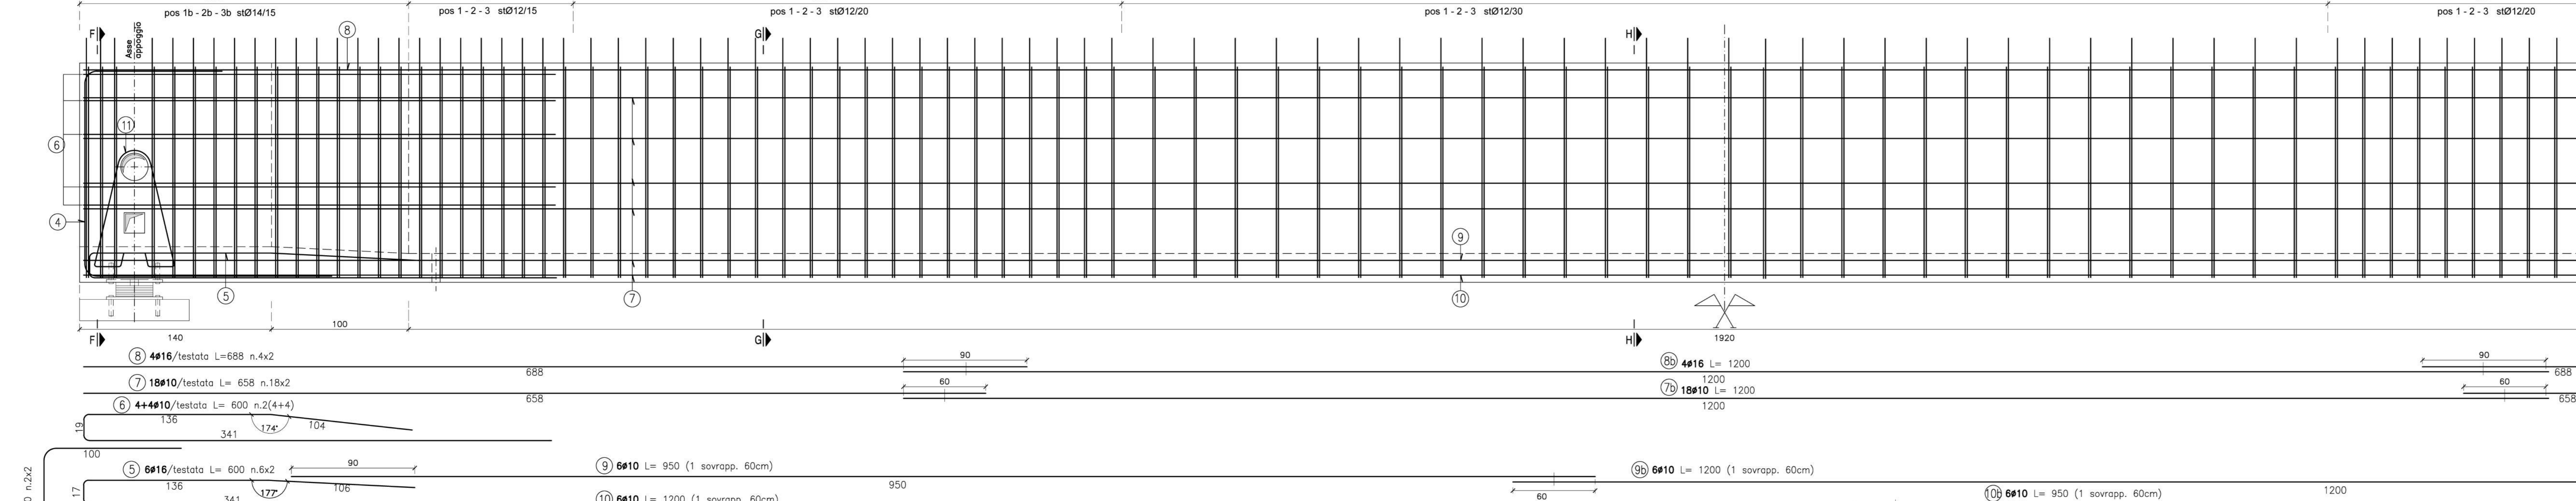 pos 1b - 2b - 3b stØ14/15
pos 1 - 2 - 3 stØ12/15
pos 1 - 2 - 3 stØ12/20
pos 1 - 2 - 3 stØ12/30
pos 1 - 2 - 3 stØ12/20
F
Asse
appoggio
8
G
H
11
6
4
9
5
7
10
140
100
1920
F
G
H
8 4ø16/testata L=688 n.4x2
688
90
8b 4ø16 L= 1200
1200
90
688
7 18ø10/testata L= 658 n.18x2
658
60
7b 18ø10 L= 1200
1200
60
658
6 4+4ø10/testata L= 600 n.2(4+4)
136
174°
104
19
341
100
5 6ø16/testata L= 600 n.6x2
90
136
177°
106
17
341
9 6ø10 L= 950 (1 sovrapp. 60cm)
950
60
9b 6ø10 L= 1200 (1 sovrapp. 60cm)
1200
10 6ø10 L= 1200 (1 sovrapp. 60cm)
10b 6ø10 L= 950 (1 sovrapp. 60cm)
n.2x2